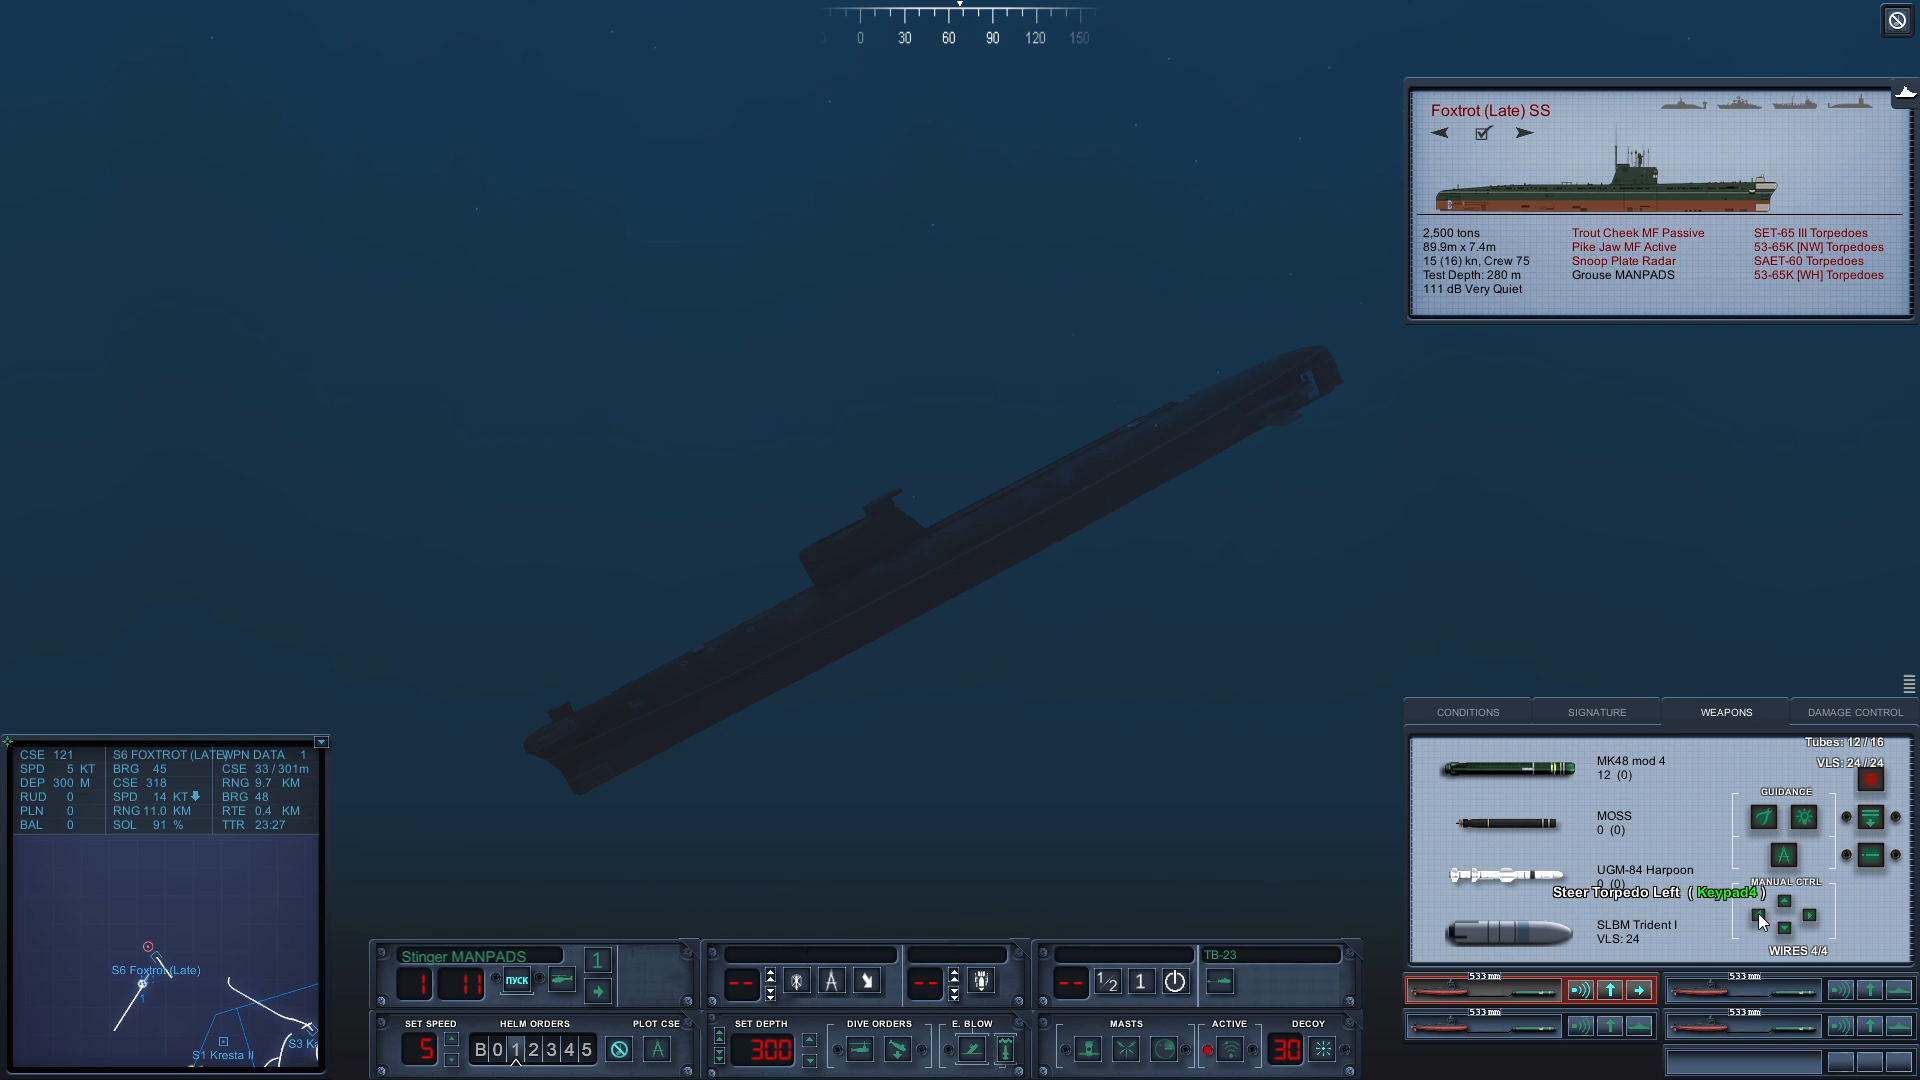 0 30 60 90 120 150
Foxtrot (Late) SS
2,500 tons
89.9m x 7.4m
15 (16) kn, Crew 75
Test Depth: 280 m
111 dB Very Quiet
Trout Cheek MF Passive
Pike Jaw MF Active
Snoop Plate Radar
Grouse MANPADS
SET-65 III Torpedoes
53-65K [NW] Torpedoes
SAET-60 Torpedoes
53-65K [WH] Torpedoes
CONDITIONS SIGNATURE WEAPONS DAMAGE CONTROL
Tubes: 12 / 16
VLS: 24 / 24
MK48 mod 4
12 (0)
MOSS
0 (0)
UGM-84 Harpoon
0 (0)
SLBM Trident I
VLS: 24
GUIDANCE
MANUAL CTRL
Steer Torpedo Left ( Keypad4 )
WIRES 4/4
533 mm
533 mm
533 mm
533 mm
CSE 121
SPD 5 KT
DEP 300 M
RUD 0
PLN 0
BAL 0
S6 FOXTROT (LATE)
BRG 45
CSE 318
SPD 14 KT
RNG 11.0 KM
SOL 91 %
WPN DATA 1
CSE 33 / 301m
RNG 9.7 KM
BRG 48
RTE 0.4 KM
TTR 23:27
S6 Foxtrot (Late)
1
S1 Kresta II
Stinger MANPADS
1
1 11
ПУСК
SET SPEED
HELM ORDERS
PLOT CSE
5
B 0 1 2 3 4 5
-- --
SET DEPTH
DIVE ORDERS
E. BLOW
300
TB-23
-- 1/2 1
MASTS
ACTIVE
DECOY
30